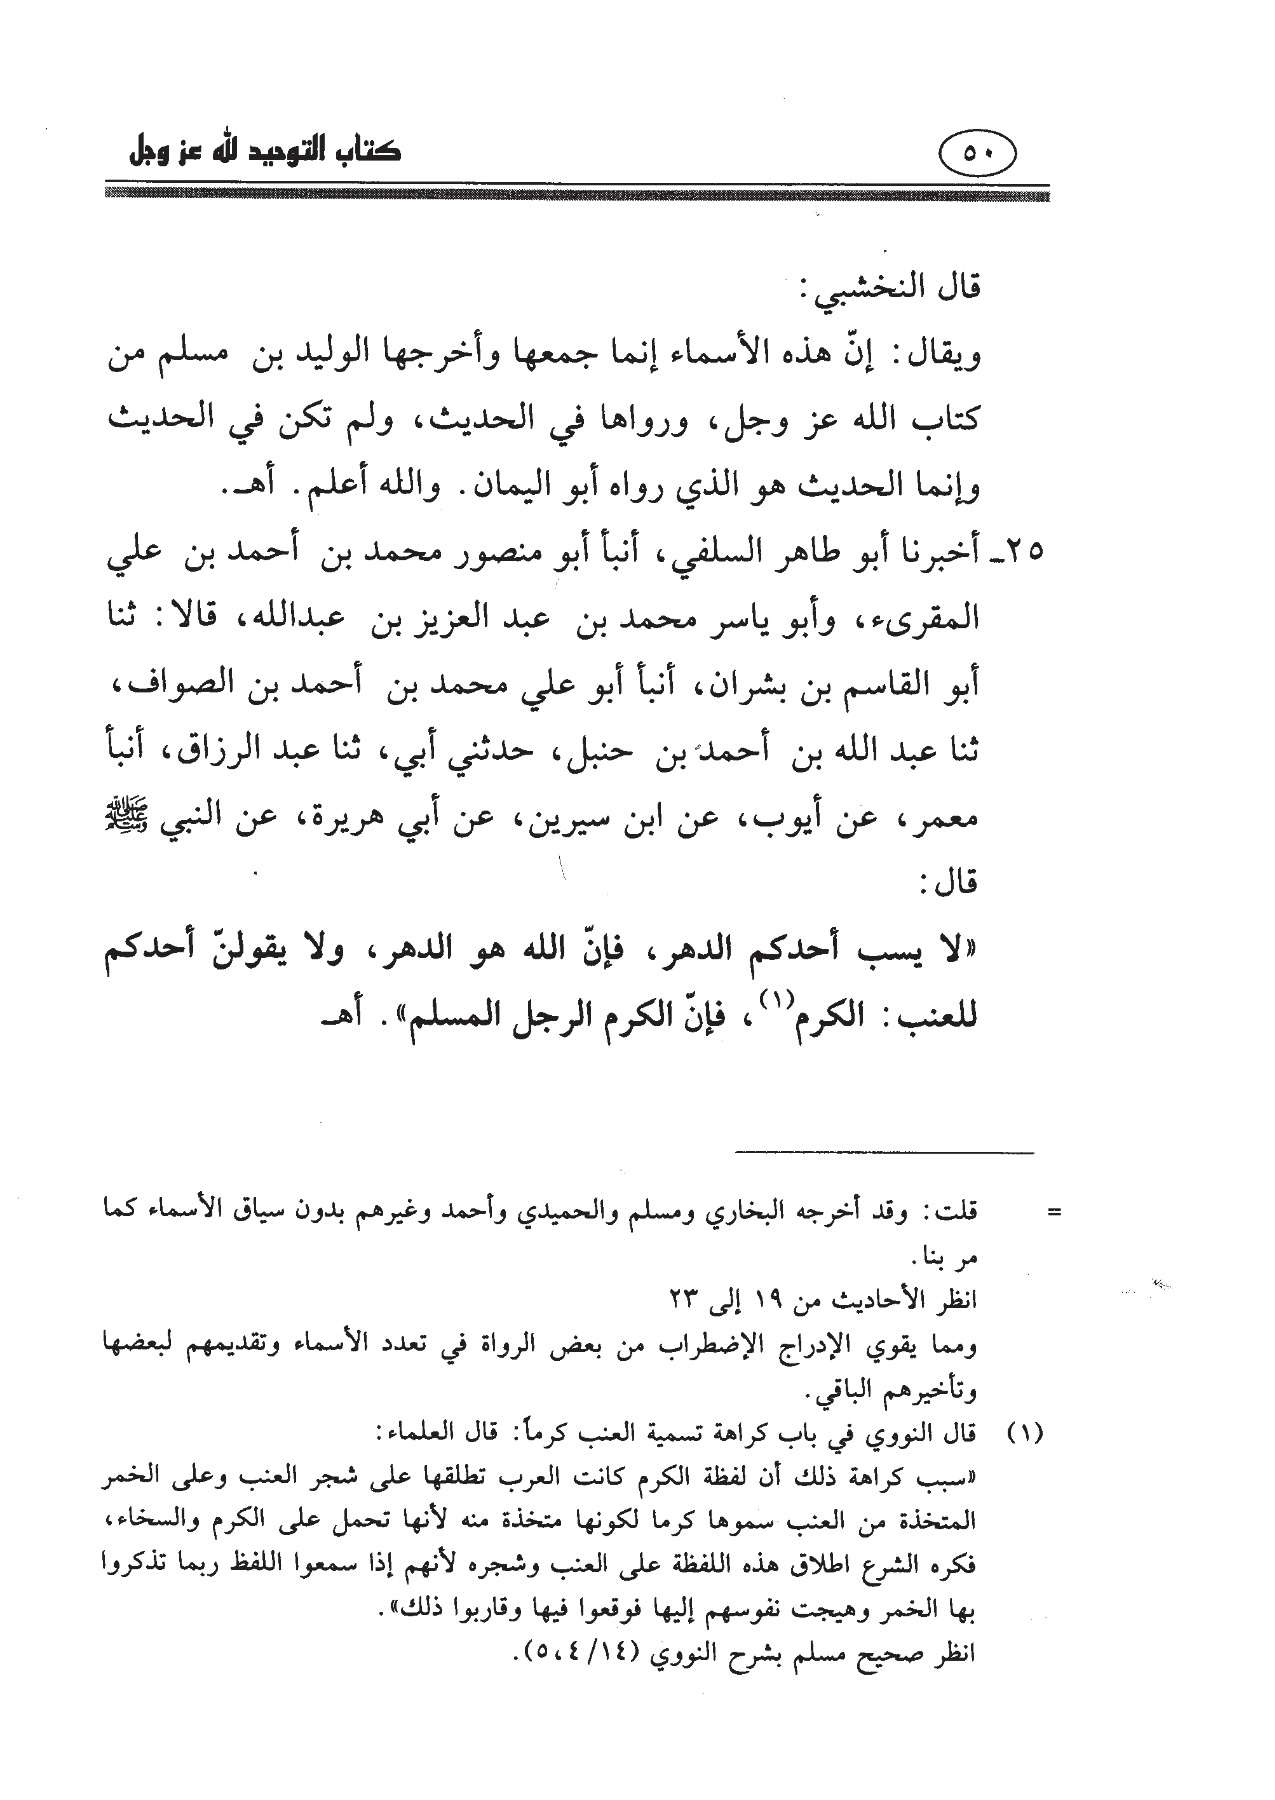 ٥٠
كتاب التوحيد لله عز وجل
قال النخشبي:
ويقال: إنّ هذه الأسماء إنما جمعها وأخرجها الوليد بن مسلم من
كتاب الله عز وجل، ورواها في الحديث، ولم تكن في الحديث
وإنما الحديث هو الذي رواه أبو اليمان. والله أعلم. أهـ.
٢٥ـ أخبرنا أبو طاهر السلفي، أنبأ أبو منصور محمد بن أحمد بن علي
المقرىء، وأبو ياسر محمد بن عبد العزيز بن عبدالله، قالا: ثنا
أبو القاسم بن بشران، أنبأ أبو علي محمد بن أحمد بن الصواف،
ثنا عبد الله بن أحمد بن حنبل، حدثني أبي، ثنا عبد الرزاق، أنبأ
معمر، عن أيوب، عن ابن سيرين، عن أبي هريرة، عن النبي ﷺ
قال:
«لا يسب أحدكم الدهر، فإنّ الله هو الدهر، ولا يقولنّ أحدكم
للعنب: الكرم(١)، فإنّ الكرم الرجل المسلم». أهـ
= قلت: وقد أخرجه البخاري ومسلم والحميدي وأحمد وغيرهم بدون سياق الأسماء كما
مر بنا.
انظر الأحاديث من ١٩ إلى ٢٣
ومما يقوي الإدراج الإضطراب من بعض الرواة في تعدد الأسماء وتقديمهم لبعضها
وتأخيرهم الباقي.
(١) قال النووي في باب كراهة تسمية العنب كرماً: قال العلماء:
«سبب كراهة ذلك أن لفظة الكرم كانت العرب تطلقها على شجر العنب وعلى الخمر
المتخذة من العنب سموها كرما لكونها متخذة منه لأنها تحمل على الكرم والسخاء،
فكره الشرع اطلاق هذه اللفظة على العنب وشجره لأنهم إذا سمعوا اللفظ ربما تذكروا
بها الخمر وهيجت نفوسهم إليها فوقعوا فيها وقاربوا ذلك».
انظر صحيح مسلم بشرح النووي (١٤/ ٤، ٥).